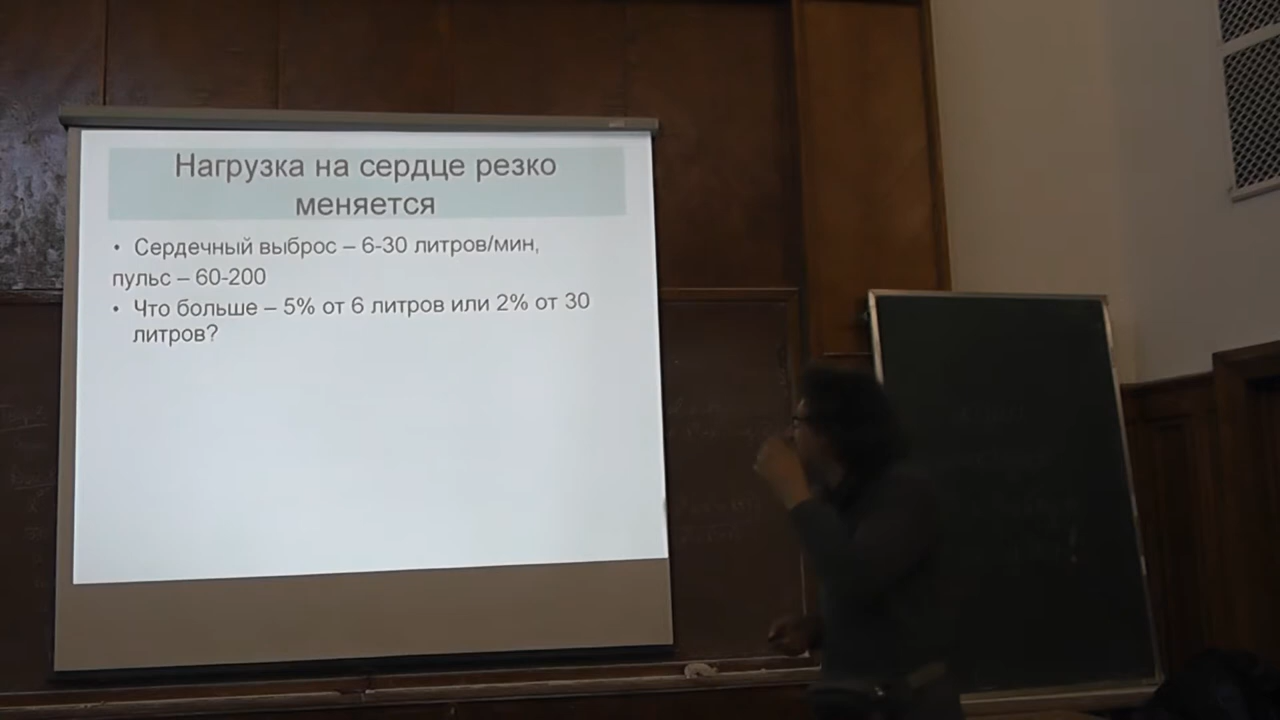 Нагрузка на сердце резко
меняется
• Сердечный выброс – 6-30 литров/мин,
пульс – 60-200
• Что больше – 5% от 6 литров или 2% от 30
литров?